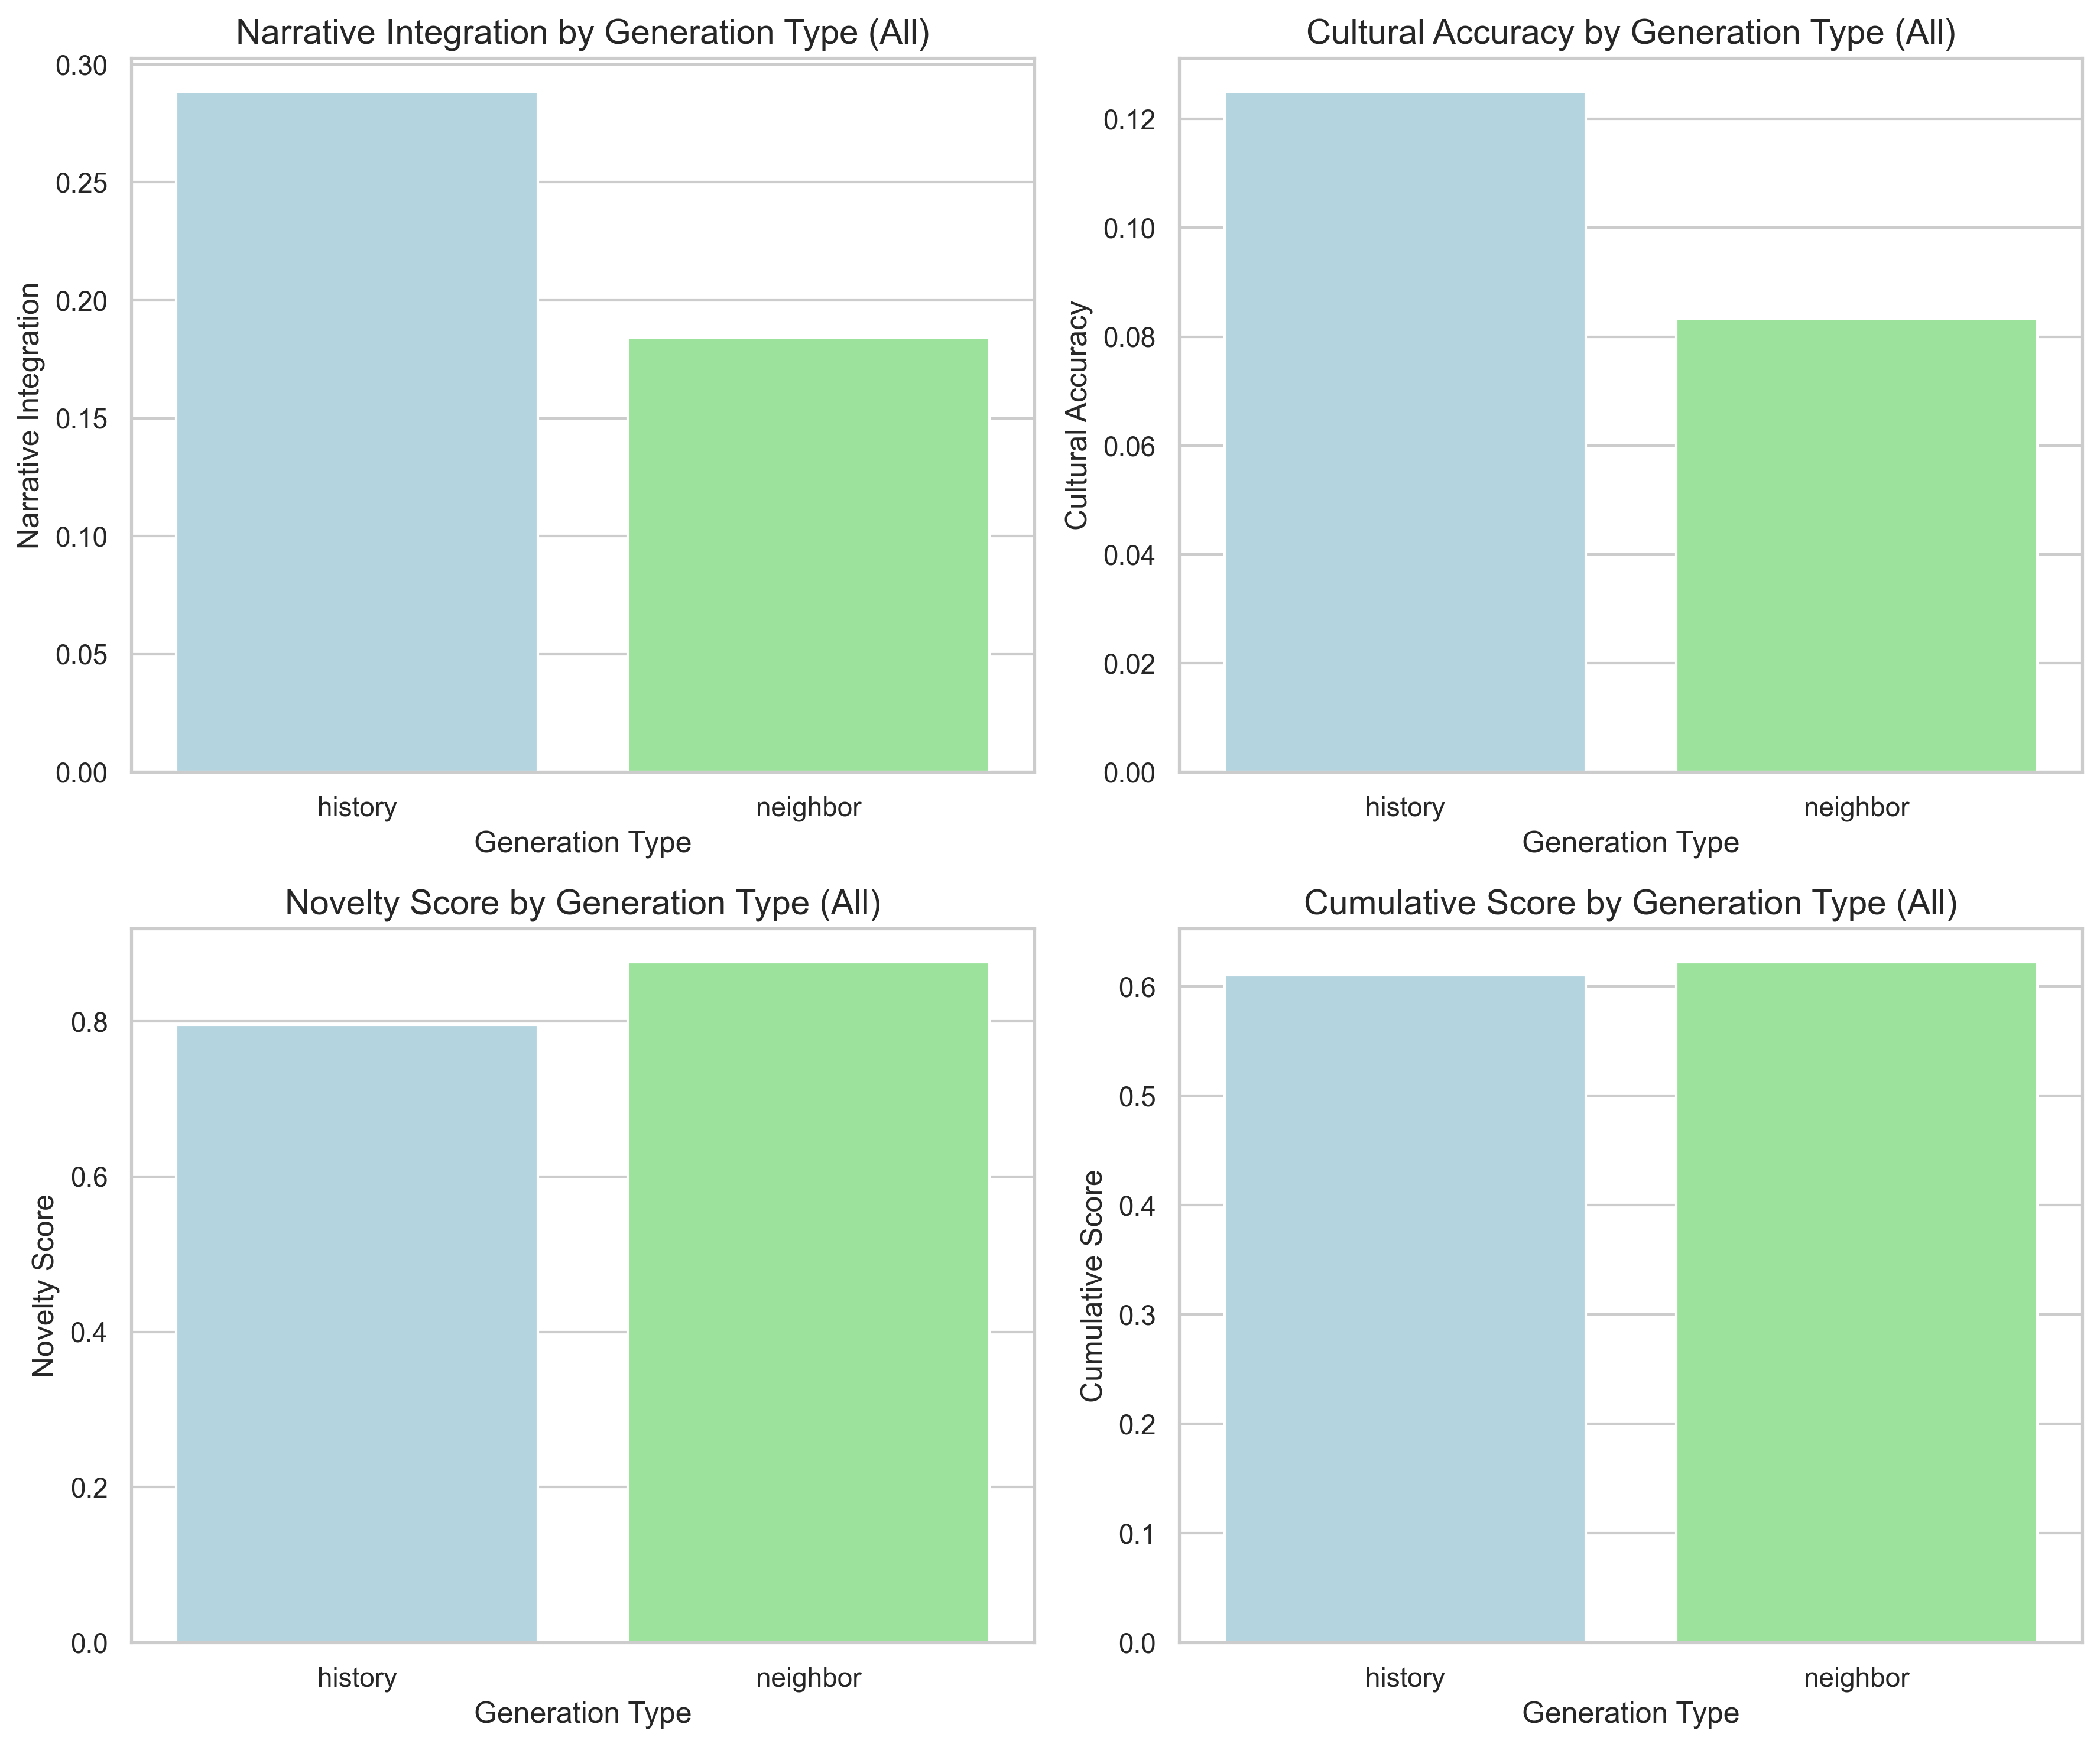 Narrative Integration by Generation Type (All)
0.30
0.25
0.20
0.15
0.10
0.05
0.00
Narrative Integration
history
neighbor
Generation Type
Cultural Accuracy by Generation Type (All)
0.12
0.10
0.08
0.06
0.04
0.02
0.00
Cultural Accuracy
history
neighbor
Generation Type
Novelty Score by Generation Type (All)
0.8
0.6
0.4
0.2
0.0
Novelty Score
history
neighbor
Generation Type
Cumulative Score by Generation Type (All)
0.6
0.5
0.4
0.3
0.2
0.1
0.0
Cumulative Score
history
neighbor
Generation Type